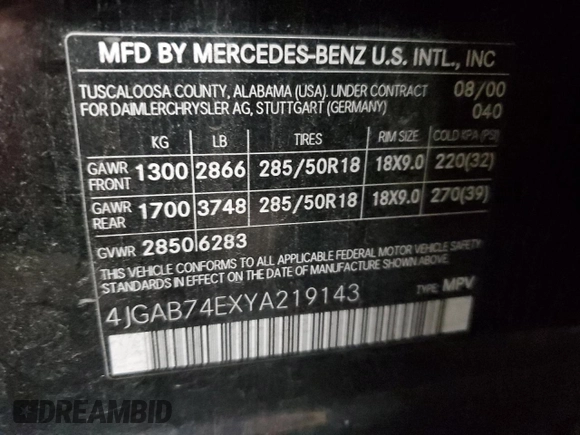 MFD BY MERCEDES-BENZ U.S. INTL., INC
TUSCALOOSA COUNTY, ALABAMA (USA). UNDER CONTRACT 08/00
FOR DAIMLERCHRYSLER AG, STUTTGART (GERMANY) 040
KG LB TIRES RIM SIZE COLD KPA (PSI)
GAWR FRONT 1300 2866 285/50R18 18X9.0 220(32)
GAWR REAR 1700 3748 285/50R18 18X9.0 270(39)
GVWR 2850 6283
THIS VEHICLE CONFORMS TO ALL APPLICABLE FEDERAL MOTOR VEHICLE SAFETY
STANDARDS IN EFFECT ON THE DATE OF MANUFACTURE SHOWN ABOVE.
4JGAB74EXYA219143 TYPE: MPV
DREAMBID